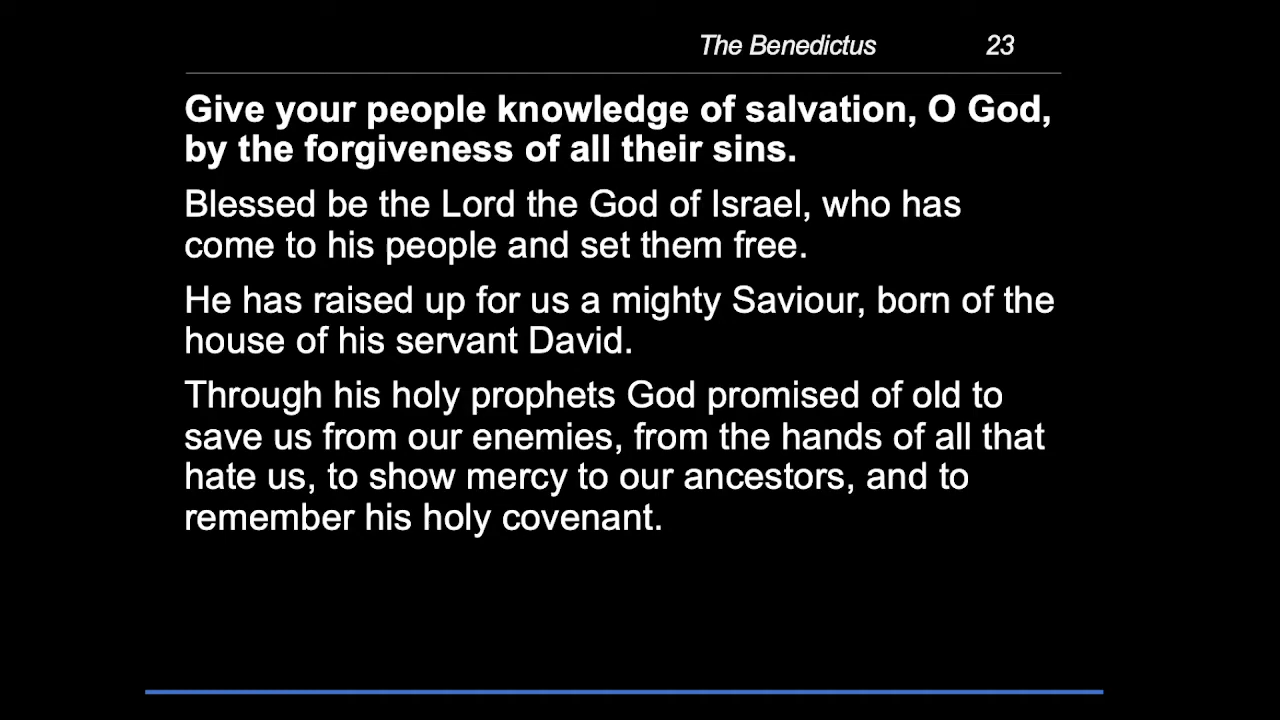 The Benedictus 23
Give your people knowledge of salvation, O God,
by the forgiveness of all their sins.
Blessed be the Lord the God of Israel, who has
come to his people and set them free.
He has raised up for us a mighty Saviour, born of the
house of his servant David.
Through his holy prophets God promised of old to
save us from our enemies, from the hands of all that
hate us, to show mercy to our ancestors, and to
remember his holy covenant.